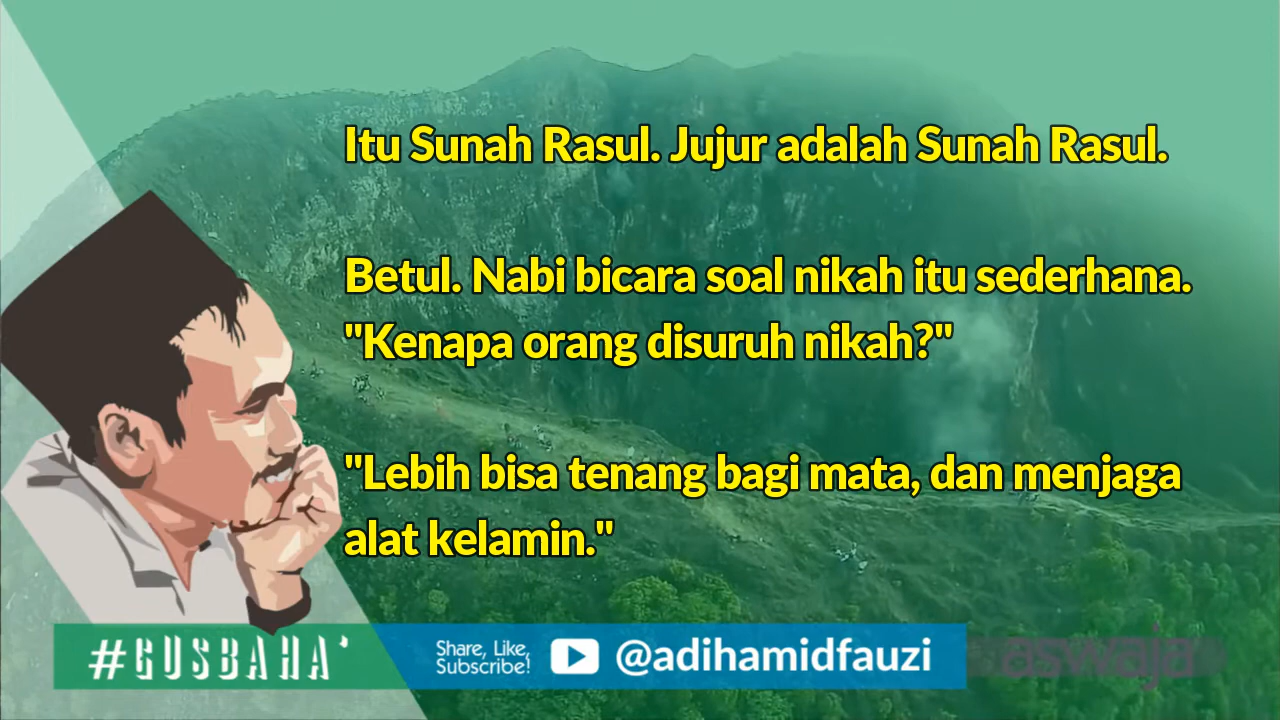 Itu Sunah Rasul. Jujur adalah Sunah Rasul.
Betul. Nabi bicara soal nikah itu sederhana.
"Kenapa orang disuruh nikah?"
"Lebih bisa tenang bagi mata, dan menjaga
alat kelamin."
#GUSBAHA'
Share, Like,
Subscribe!
@adihamidfauzi
aswaja